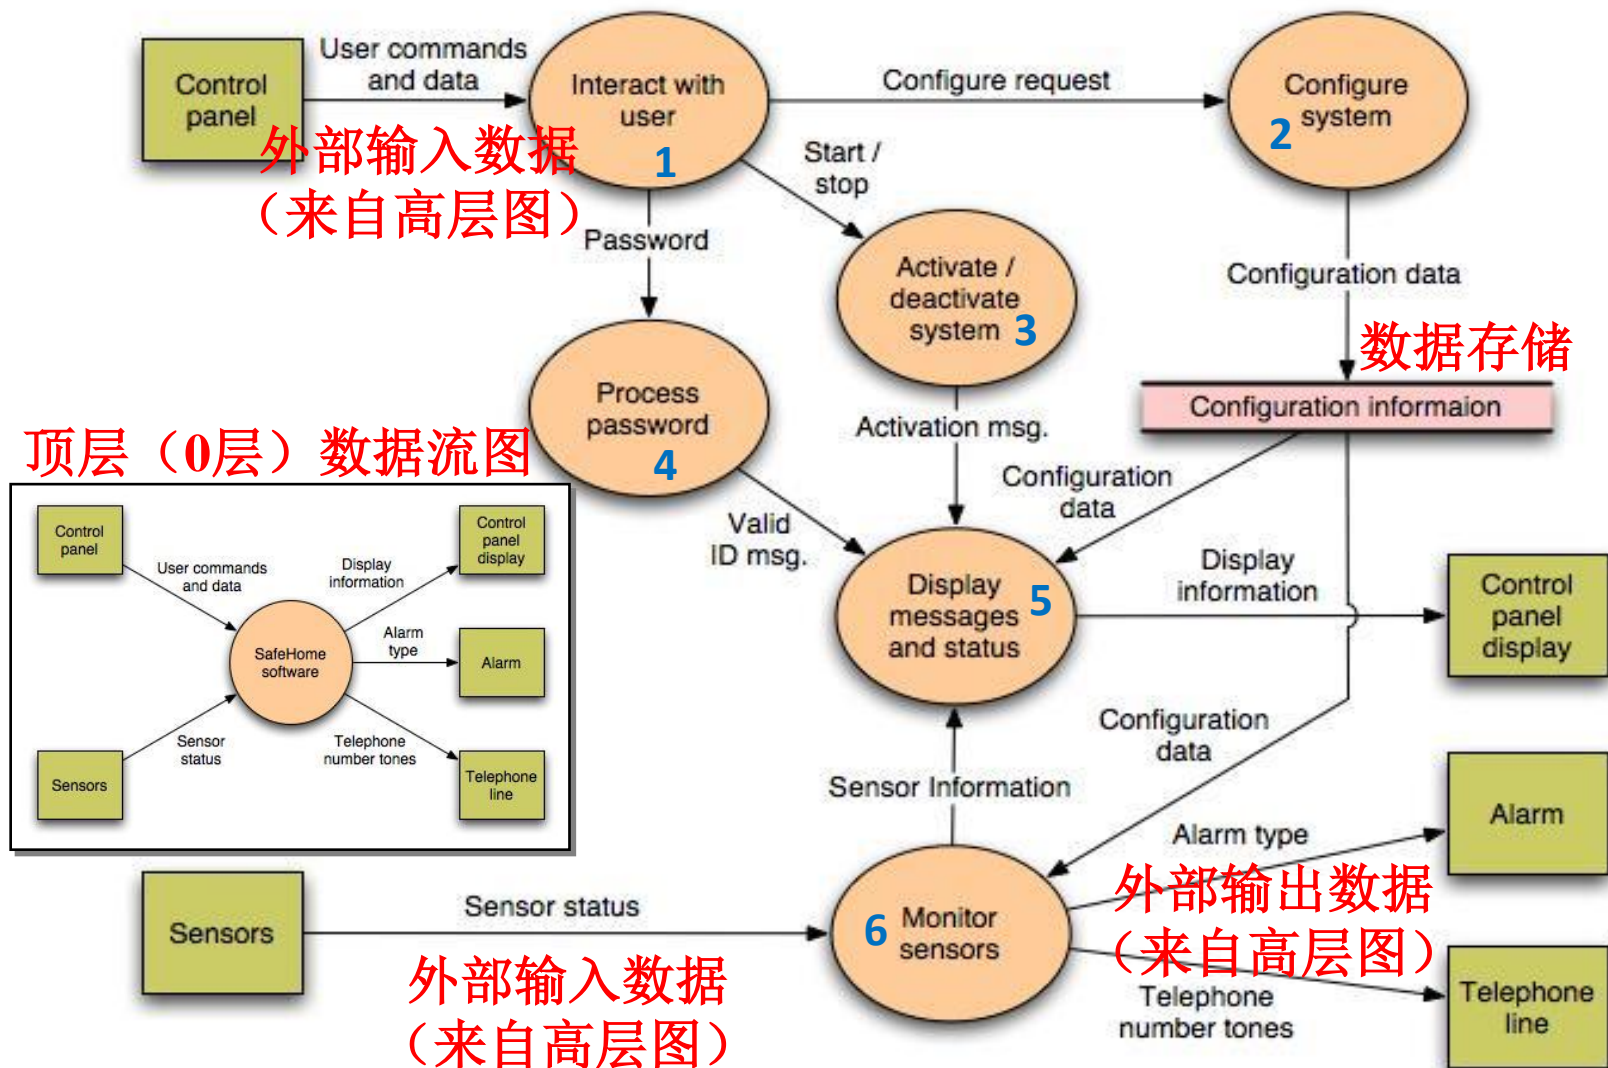 Control
panel
User commands
and data
Interact with
user
1
Configure request
Configure
system
2
外部输入数据
（来自高层图）
Start /
stop
Password
Activate /
deactivate
system
3
Configuration data
数据存储
Configuration informaion
Process
password
4
Activation msg.
Configuration
data
Valid
ID msg.
顶层（0层）数据流图
Control
panel
User commands
and data
Display
information
Control
panel
display
SafeHome
software
Alarm
type
Alarm
Sensors
Sensor
status
Telephone
number tones
Telephone
line
Display
messages
and status
5
Display
information
Control
panel
display
Configuration
data
Sensor Information
Alarm type
Alarm
Sensors
Sensor status
外部输入数据
（来自高层图）
6
Monitor
sensors
外部输出数据
（来自高层图）
Telephone
number tones
Telephone
line